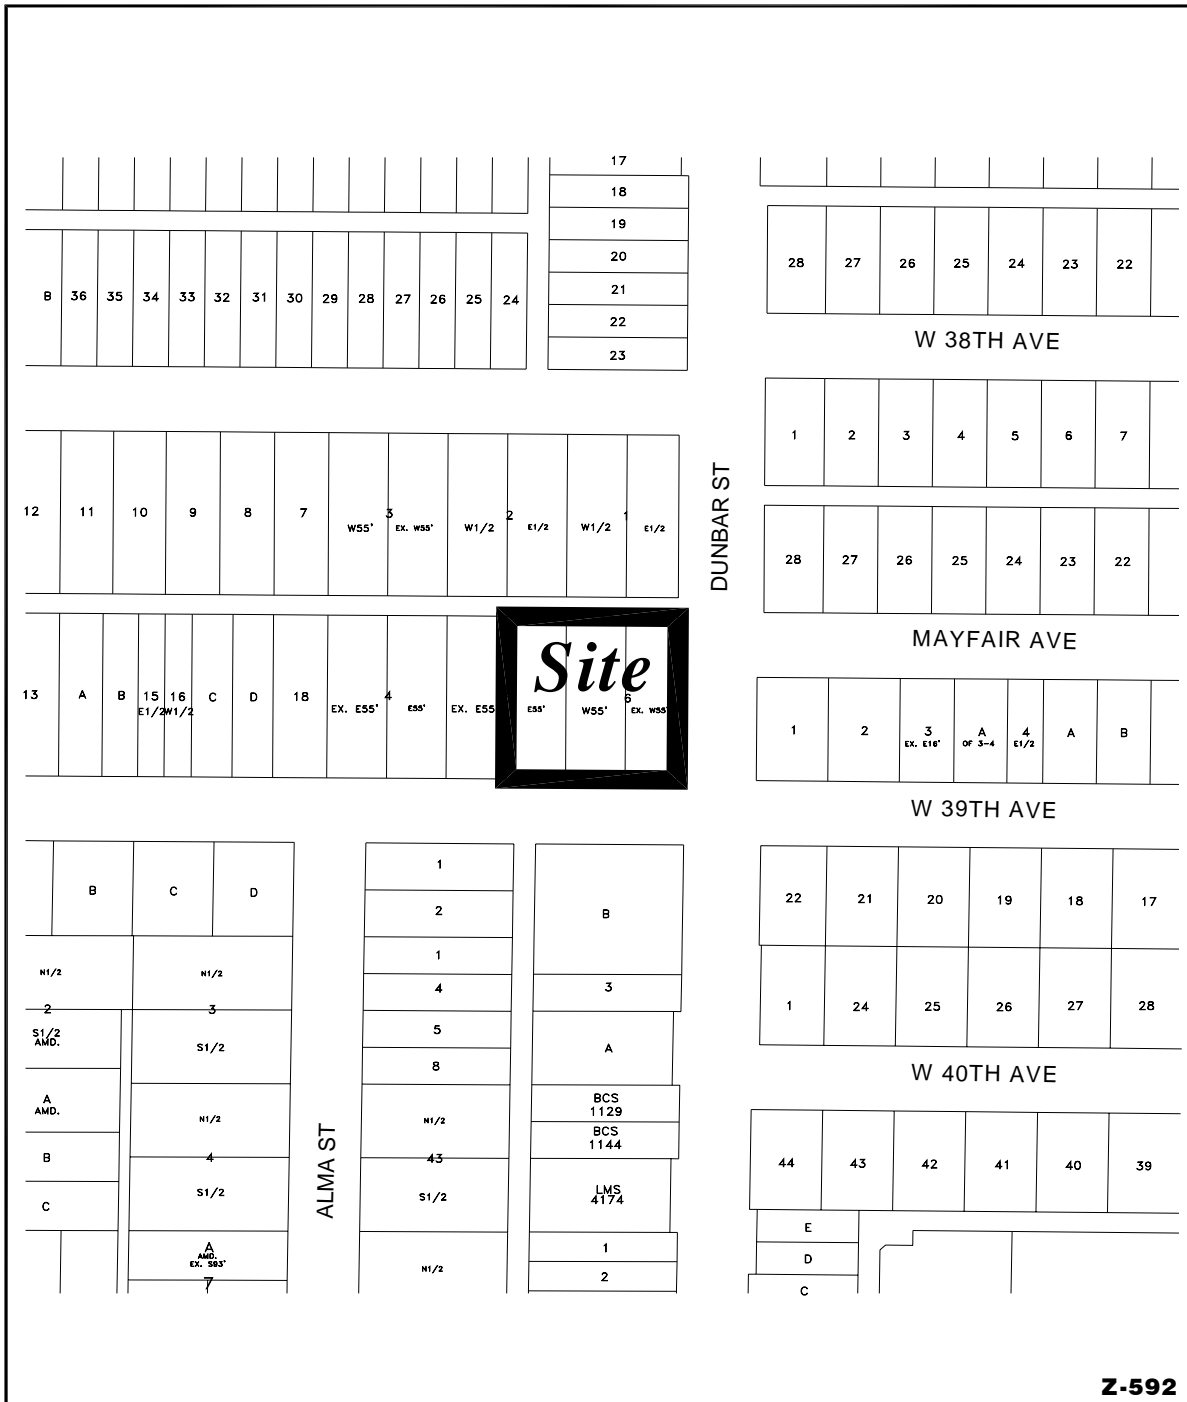 17
18
19
20
21
22
23
B 36 35 34 33 32 31 30 29 28 27 26 25 24
28 27 26 25 24 23 22
W 38TH AVE
1 2 3 4 5 6 7
12 11 10 9 8 7 3 2 1
W55' EX. W55' W1/2 E1/2 W1/2 E1/2
DUNBAR ST
28 27 26 25 24 23 22
MAYFAIR AVE
Site
13 A B 15 16 C D 18 4 6
E1/2 W1/2 EX. E55' E55' EX. E55 E55' W55' EX. W55'
1 2 3 A 4 A B
EX. E16' OF 3-4 E1/2
W 39TH AVE
B C D
1
2
1
4
5
8
B
3
A
22 21 20 19 18 17
1 24 25 26 27 28
W 40TH AVE
N1/2 N1/2
2 3
S1/2
AMD.
S1/2
A
AMD.
N1/2
B
4
C
S1/2
A
AMD.
EX. S93'
7
ALMA ST
N1/2
43
S1/2
N1/2
BCS
1129
BCS
1144
LMS
4174
1
2
44 43 42 41 40 39
E
D
C
Z-592